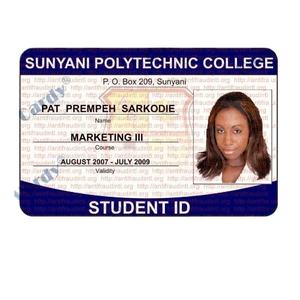 SUNYANI POLYTECHNIC COLLEGE
P. O. Box 209, Sunyani
PAT PREMPEH SARKODIE
Name
MARKETING III
Course
AUGUST 2007 - JULY 2009
Validity
STUDENT ID